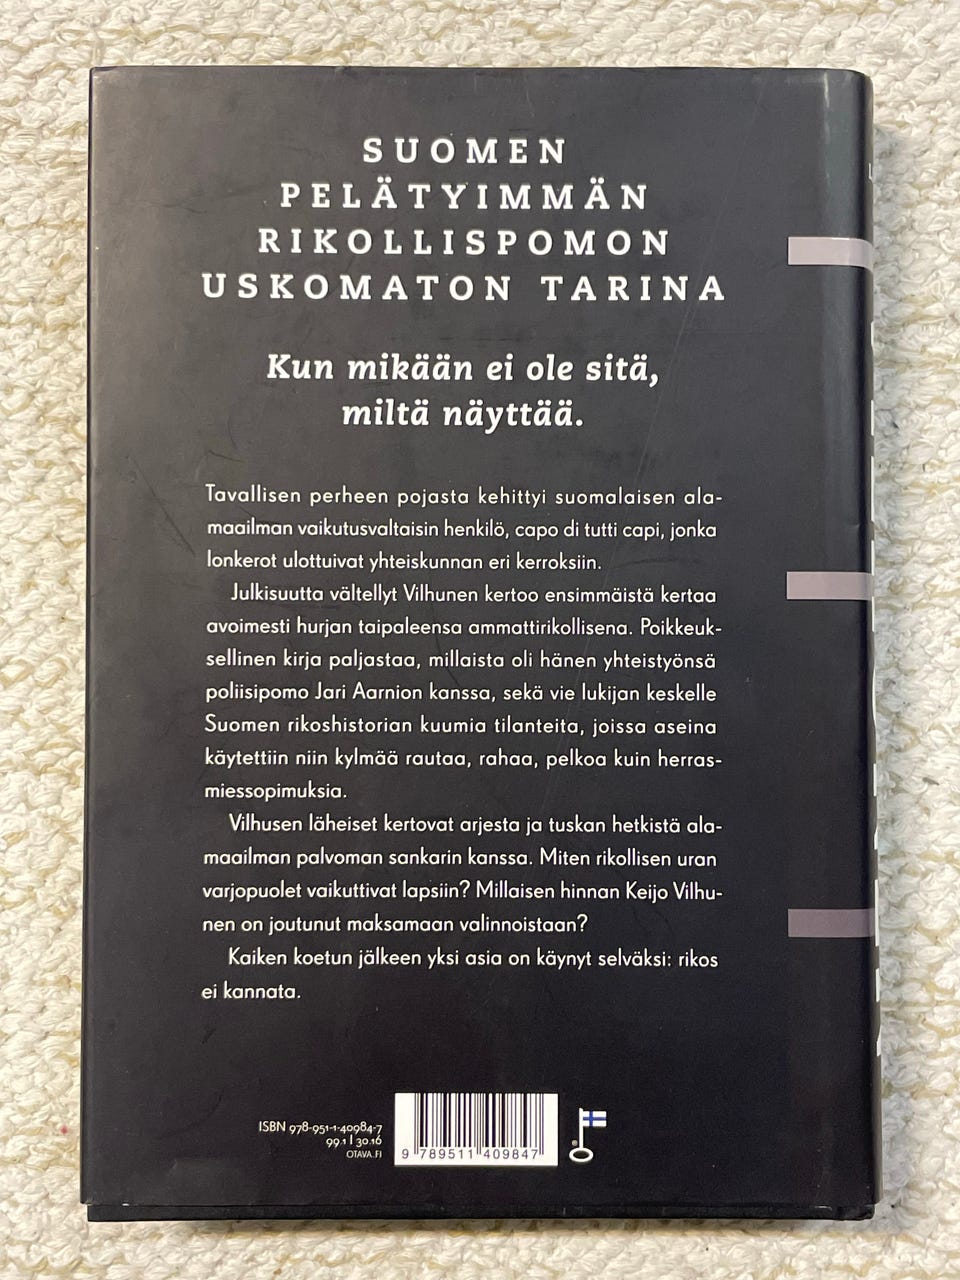 SUOMEN
PELÄTYIMMÄN
RIKOLLISPOMON
USKOMATON TARINA
Kun mikään ei ole sitä,
miltä näyttää.
Tavallisen perheen pojasta kehittyi suomalaisen ala-
maailman vaikutusvaltaisin henkilö, capo di tutti capi, jonka
lonkerot ulottuivat yhteiskunnan eri kerroksiin.
Julkisuutta vältellyt Vilhunen kertoo ensimmäistä kertaa
avoimesti hurjan taipaleensa ammattirikollisena. Poikkeuk-
sellinen kirja paljastaa, millaista oli hänen yhteistyönsä
poliisipomo Jari Aarnion kanssa, sekä vie lukijan keskelle
Suomen rikoshistorian kuumia tilanteita, joissa aseina
käytettiin niin kylmää rautaa, rahaa, pelkoa kuin herras-
miessopimuksia.
Vilhusen läheiset kertovat arjesta ja tuskan hetkistä ala-
maailman palvoman sankarin kanssa. Miten rikollisen uran
varjopuolet vaikuttivat lapsiin? Millaisen hinnan Keijo Vilhu-
nen on joutunut maksamaan valinnoistaan?
Kaiken koetun jälkeen yksi asia on käynyt selväksi: rikos
ei kannata.
ISBN 978-951-1-40984-7
99.1 | 30.16
OTAVA.FI
9 789511 409847